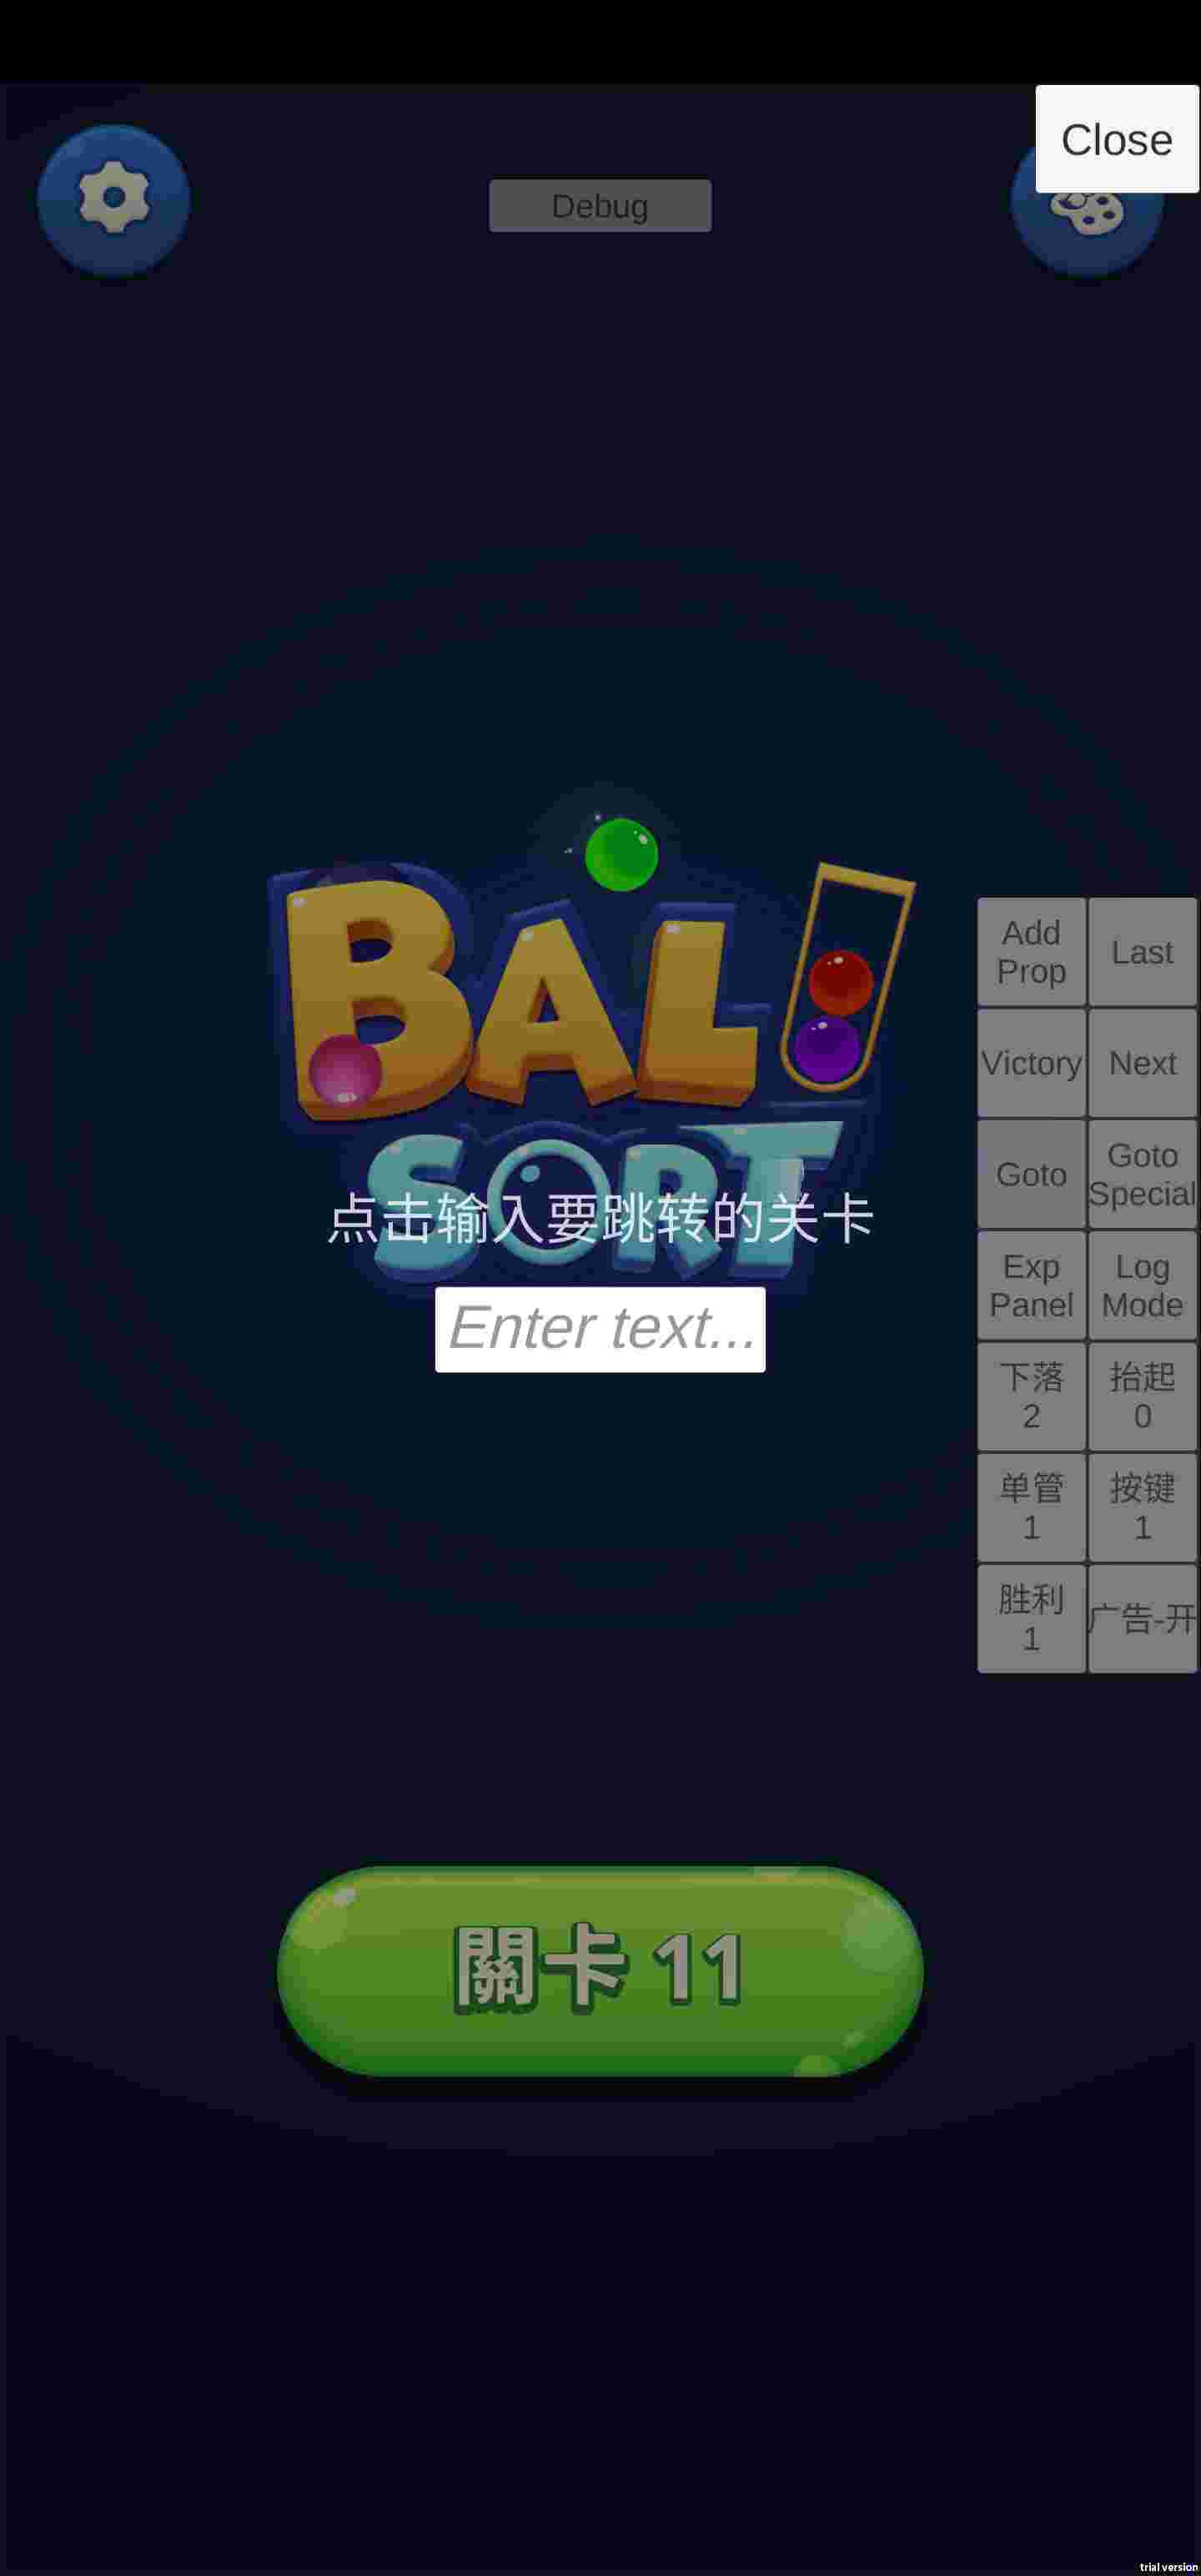 Close
Debug
BALL
SORT
点击输入要跳转的关卡
Enter text...
Add
Prop
Last
Victory
Next
Goto
Goto
Special
Exp
Panel
Log
Mode
下落
2
抬起
0
单管
1
按键
1
胜利
1
广告-开
關卡 11
trial version